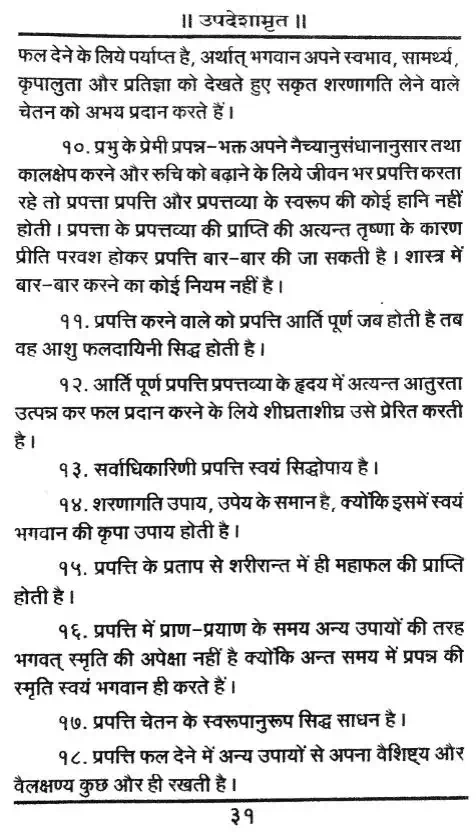 ॥ उपदेशामृत ॥
फल देने के लिये पर्याप्त है, अर्थात् भगवान अपने स्वभाव, सामर्थ्य,
कृपालुता और प्रतिज्ञा को देखते हुए सकृत शरणागति लेने वाले
चेतन को अभय प्रदान करते हैं।
१०. प्रभु के प्रेमी प्रपन्न-भक्त अपने नैच्यानुसंधानानुसार तथा
कालक्षेप करने और रुचि को बढ़ाने के लिये जीवन भर प्रपत्ति करता
रहे तो प्रपत्ता प्रपत्ति और प्रपत्तव्या के स्वरूप की कोई हानि नहीं
होती। प्रपत्ता के प्रपत्तव्या की प्राप्ति की अत्यन्त तृष्णा के कारण
प्रीति परवश होकर प्रपत्ति बार-बार की जा सकती है। शास्त्र में
बार-बार करने का कोई नियम नहीं है।
११. प्रपत्ति करने वाले को प्रपत्ति आर्ति पूर्ण जब होती है तब
वह आशु फलदायिनी सिद्ध होती है।
१२. आर्ति पूर्ण प्रपत्ति प्रपत्तव्या के हृदय में अत्यन्त आतुरता
उत्पन्न कर फल प्रदान करने के लिये शीघ्रताशीघ्र उसे प्रेरित करती
है।
१३. सर्वाधिकारिणी प्रपत्ति स्वयं सिद्धोपाय है।
१४. शरणागति उपाय, उपेय के समान है, क्योंकि इसमें स्वयं
भगवान की कृपा उपाय होती है।
१५. प्रपत्ति के प्रताप से शरीरान्त में ही महाफल की प्राप्ति
होती है।
१६. प्रपत्ति में प्राण-प्रयाण के समय अन्य उपायों की तरह
भगवत् स्मृति की अपेक्षा नहीं है क्योंकि अन्त समय में प्रपन्न की
स्मृति स्वयं भगवान ही करते हैं।
१७. प्रपत्ति चेतन के स्वरूपानुरूप सिद्ध साधन है।
१८. प्रपत्ति फल देने में अन्य उपायों से अपना वैशिष्ट्य और
वैलक्षण्य कुछ और ही रखती है।
३१